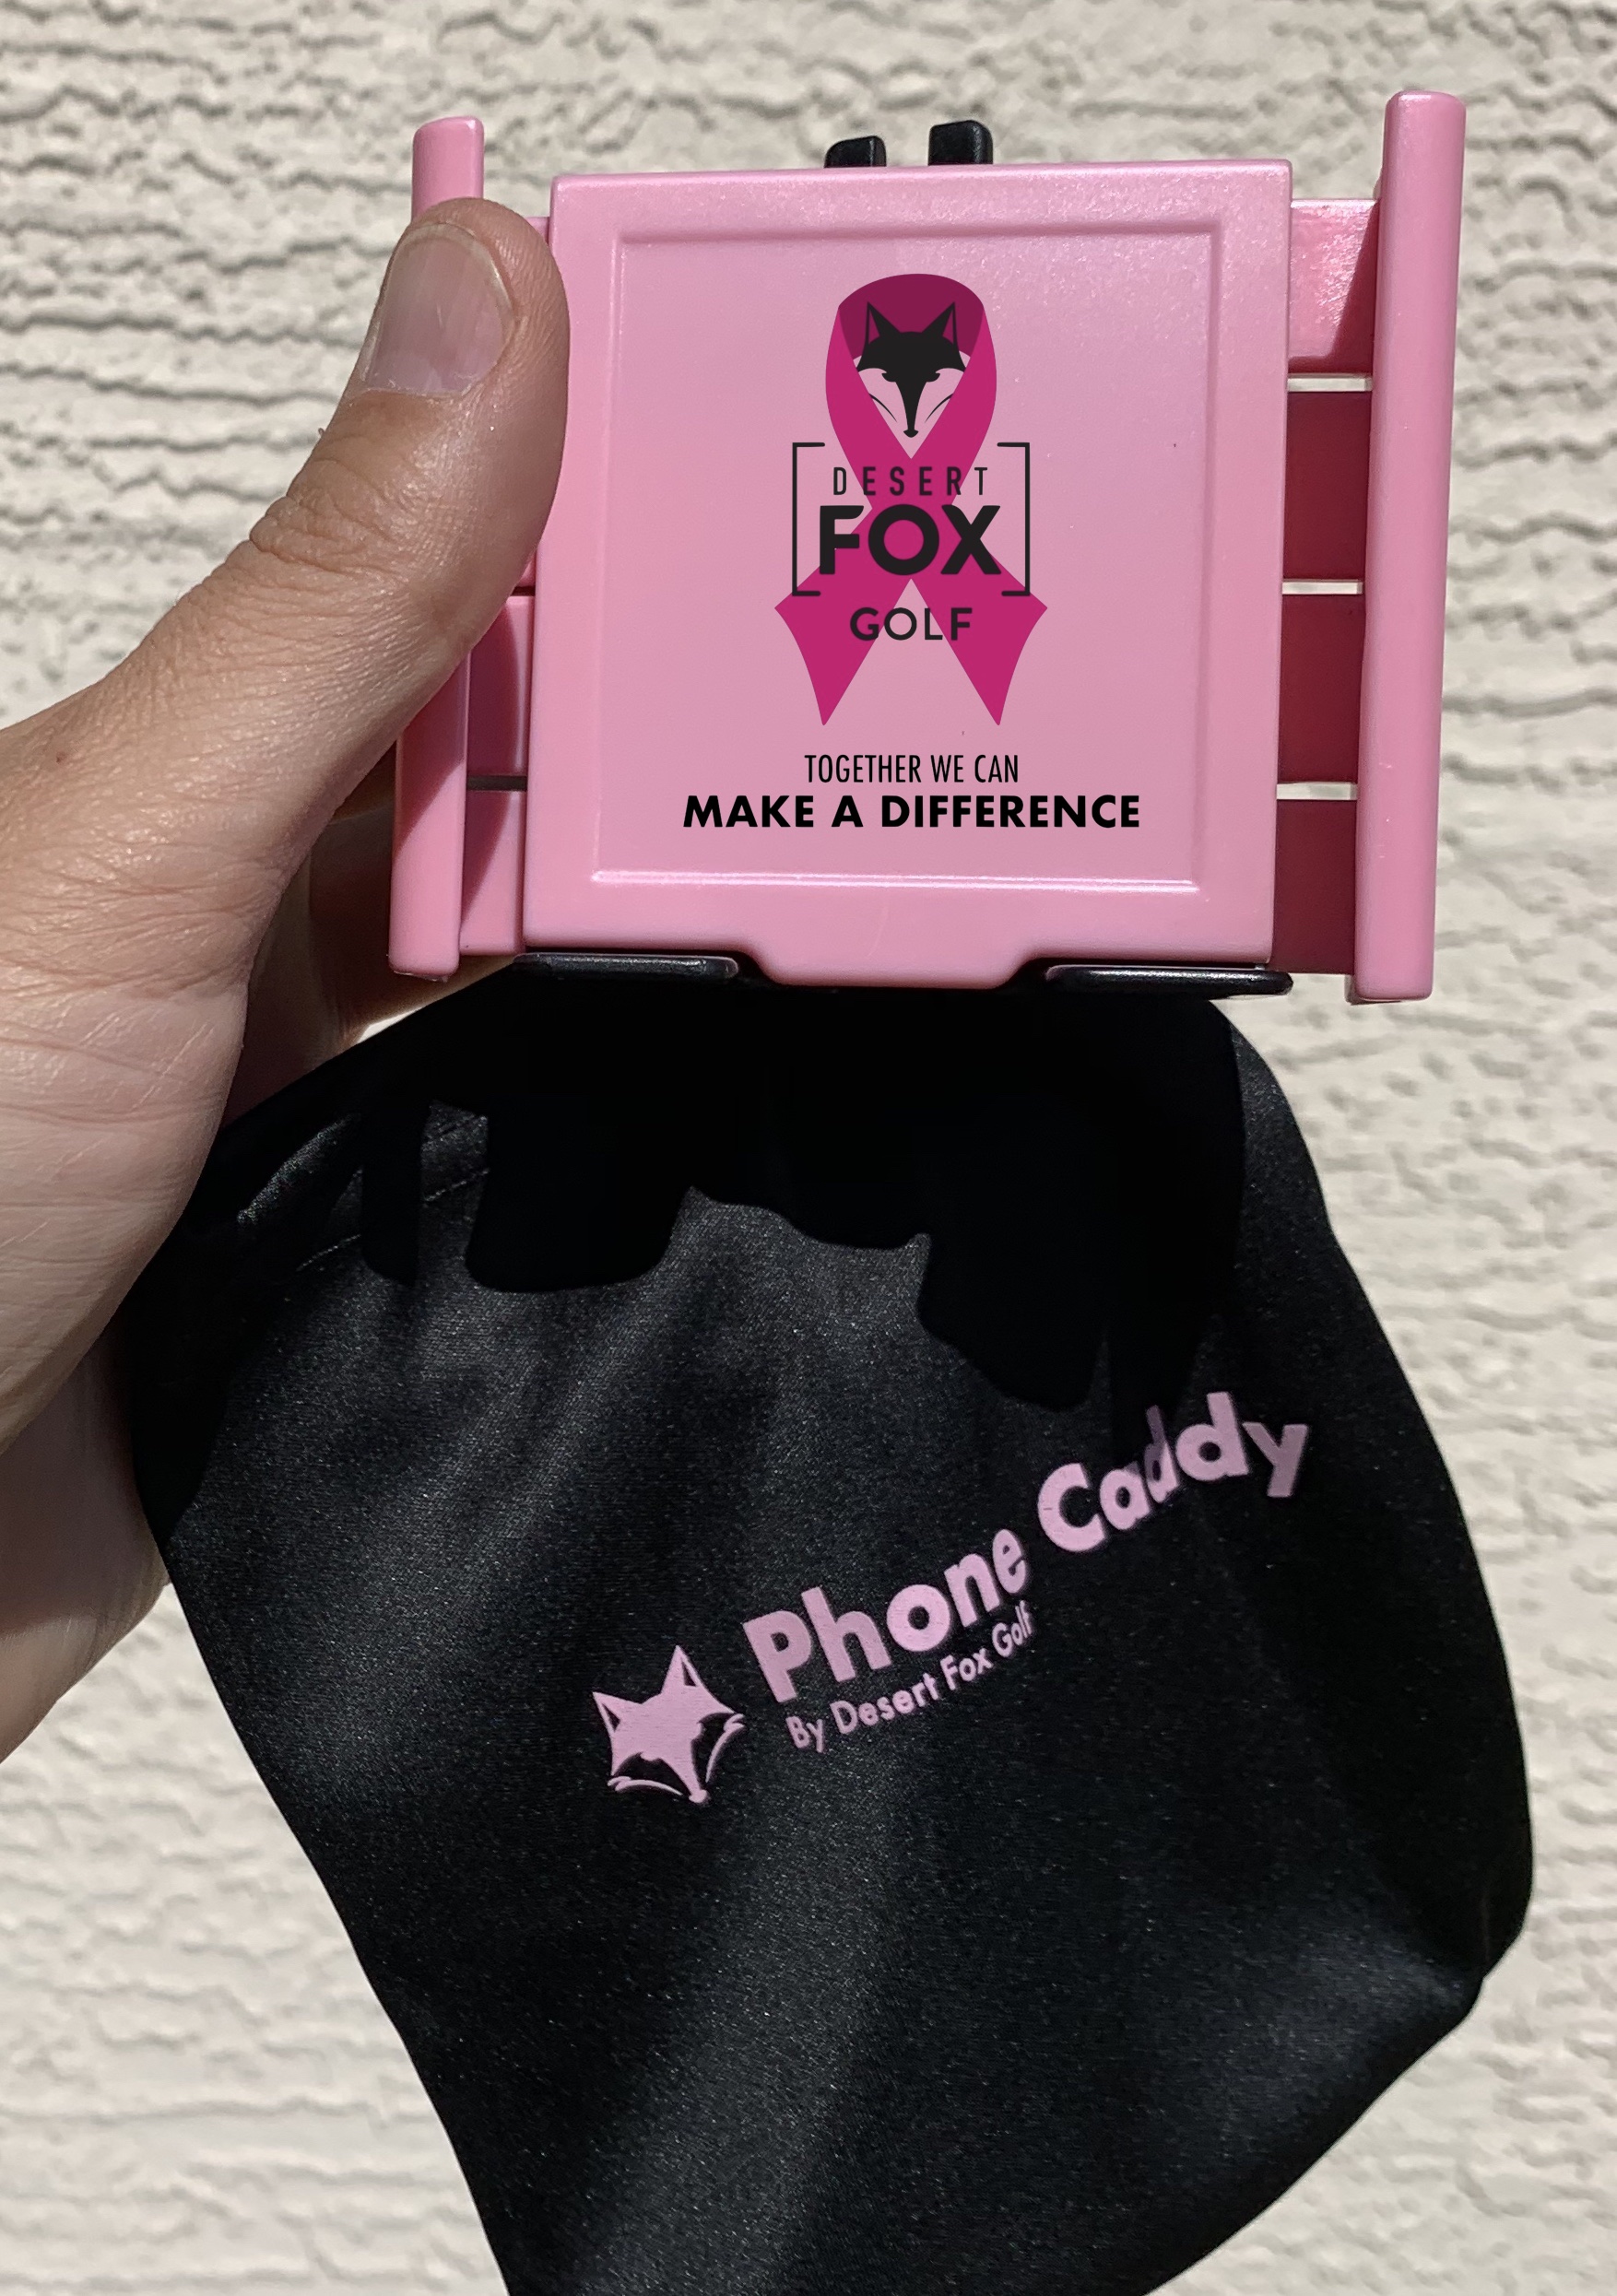 DESERT
FOX
GOLF
TOGETHER WE CAN
MAKE A DIFFERENCE
Phone Caddy
By Desert Fox Golf